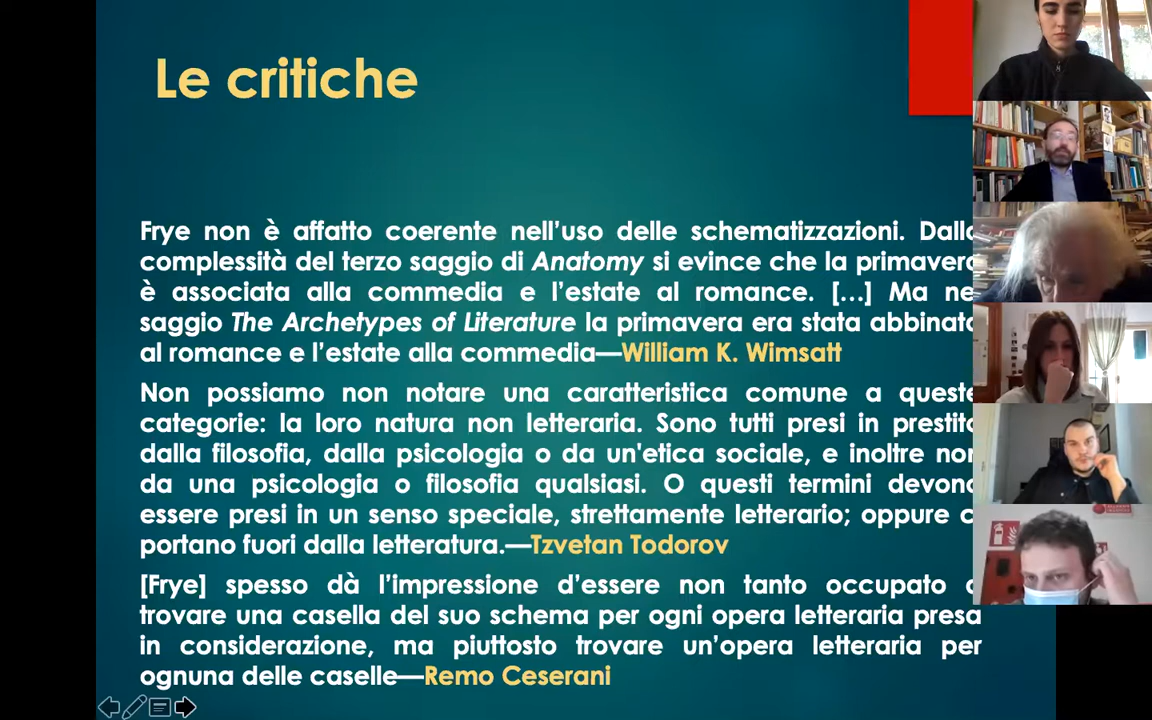 Le critiche
Frye non è affatto coerente nell'uso delle schematizzazioni. Dalla
complessità del terzo saggio di Anatomy si evince che la primavera
è associata alla commedia e l'estate al romance. […] Ma
saggio The Archetypes of Literature la primavera era stata abbinata
al romance e l'estate alla commedia—William K. Wimsatt
Non possiamo non notare una caratteristica comune a queste
categorie: la loro natura non letteraria. Sono tutti presi in prestito
dalla filosofia, dalla psicologia o da un'etica sociale, e inoltre non
da una psicologia o filosofia qualsiasi. O questi termini devono
essere presi in un senso speciale, strettamente letterario; oppure
portano fuori dalla letteratura.—Tzvetan Todorov
[Frye] spesso dà l'impressione d'essere non tanto occupato
trovare una casella del suo schema per ogni opera letteraria presa
in considerazione, ma piuttosto trovare un'opera letteraria per
ognuna delle caselle—Remo Ceserani